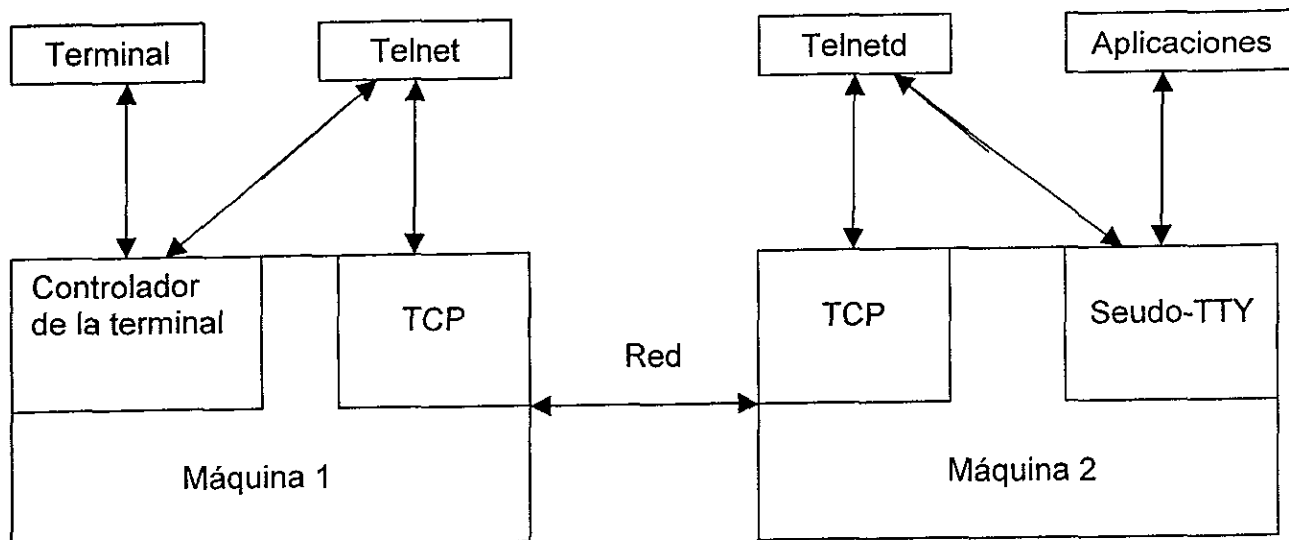 Terminal
Telnet
Telnetd
Aplicaciones
Controlador
de la terminal
TCP
Red
TCP
Seudo-TTY
Máquina 1
Máquina 2